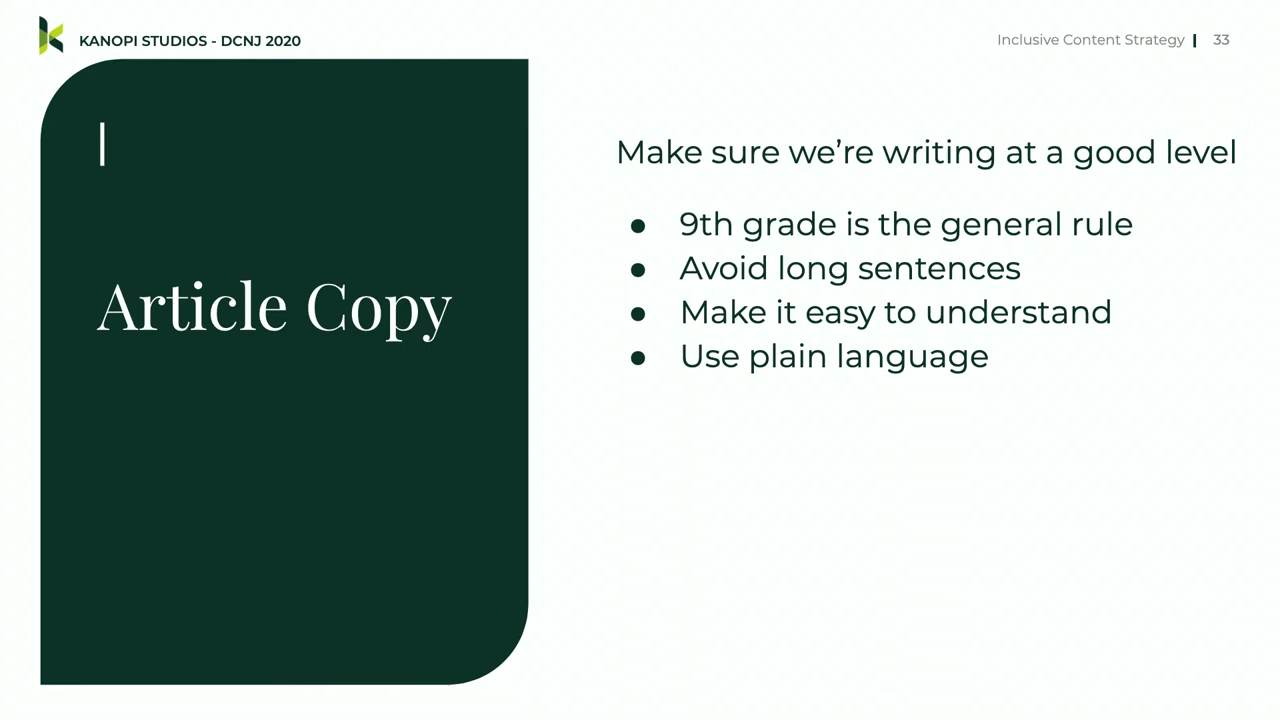 KANOPI STUDIOS - DCNJ 2020
Inclusive Content Strategy | 33
Article Copy
Make sure we're writing at a good level
● 9th grade is the general rule
● Avoid long sentences
● Make it easy to understand
● Use plain language